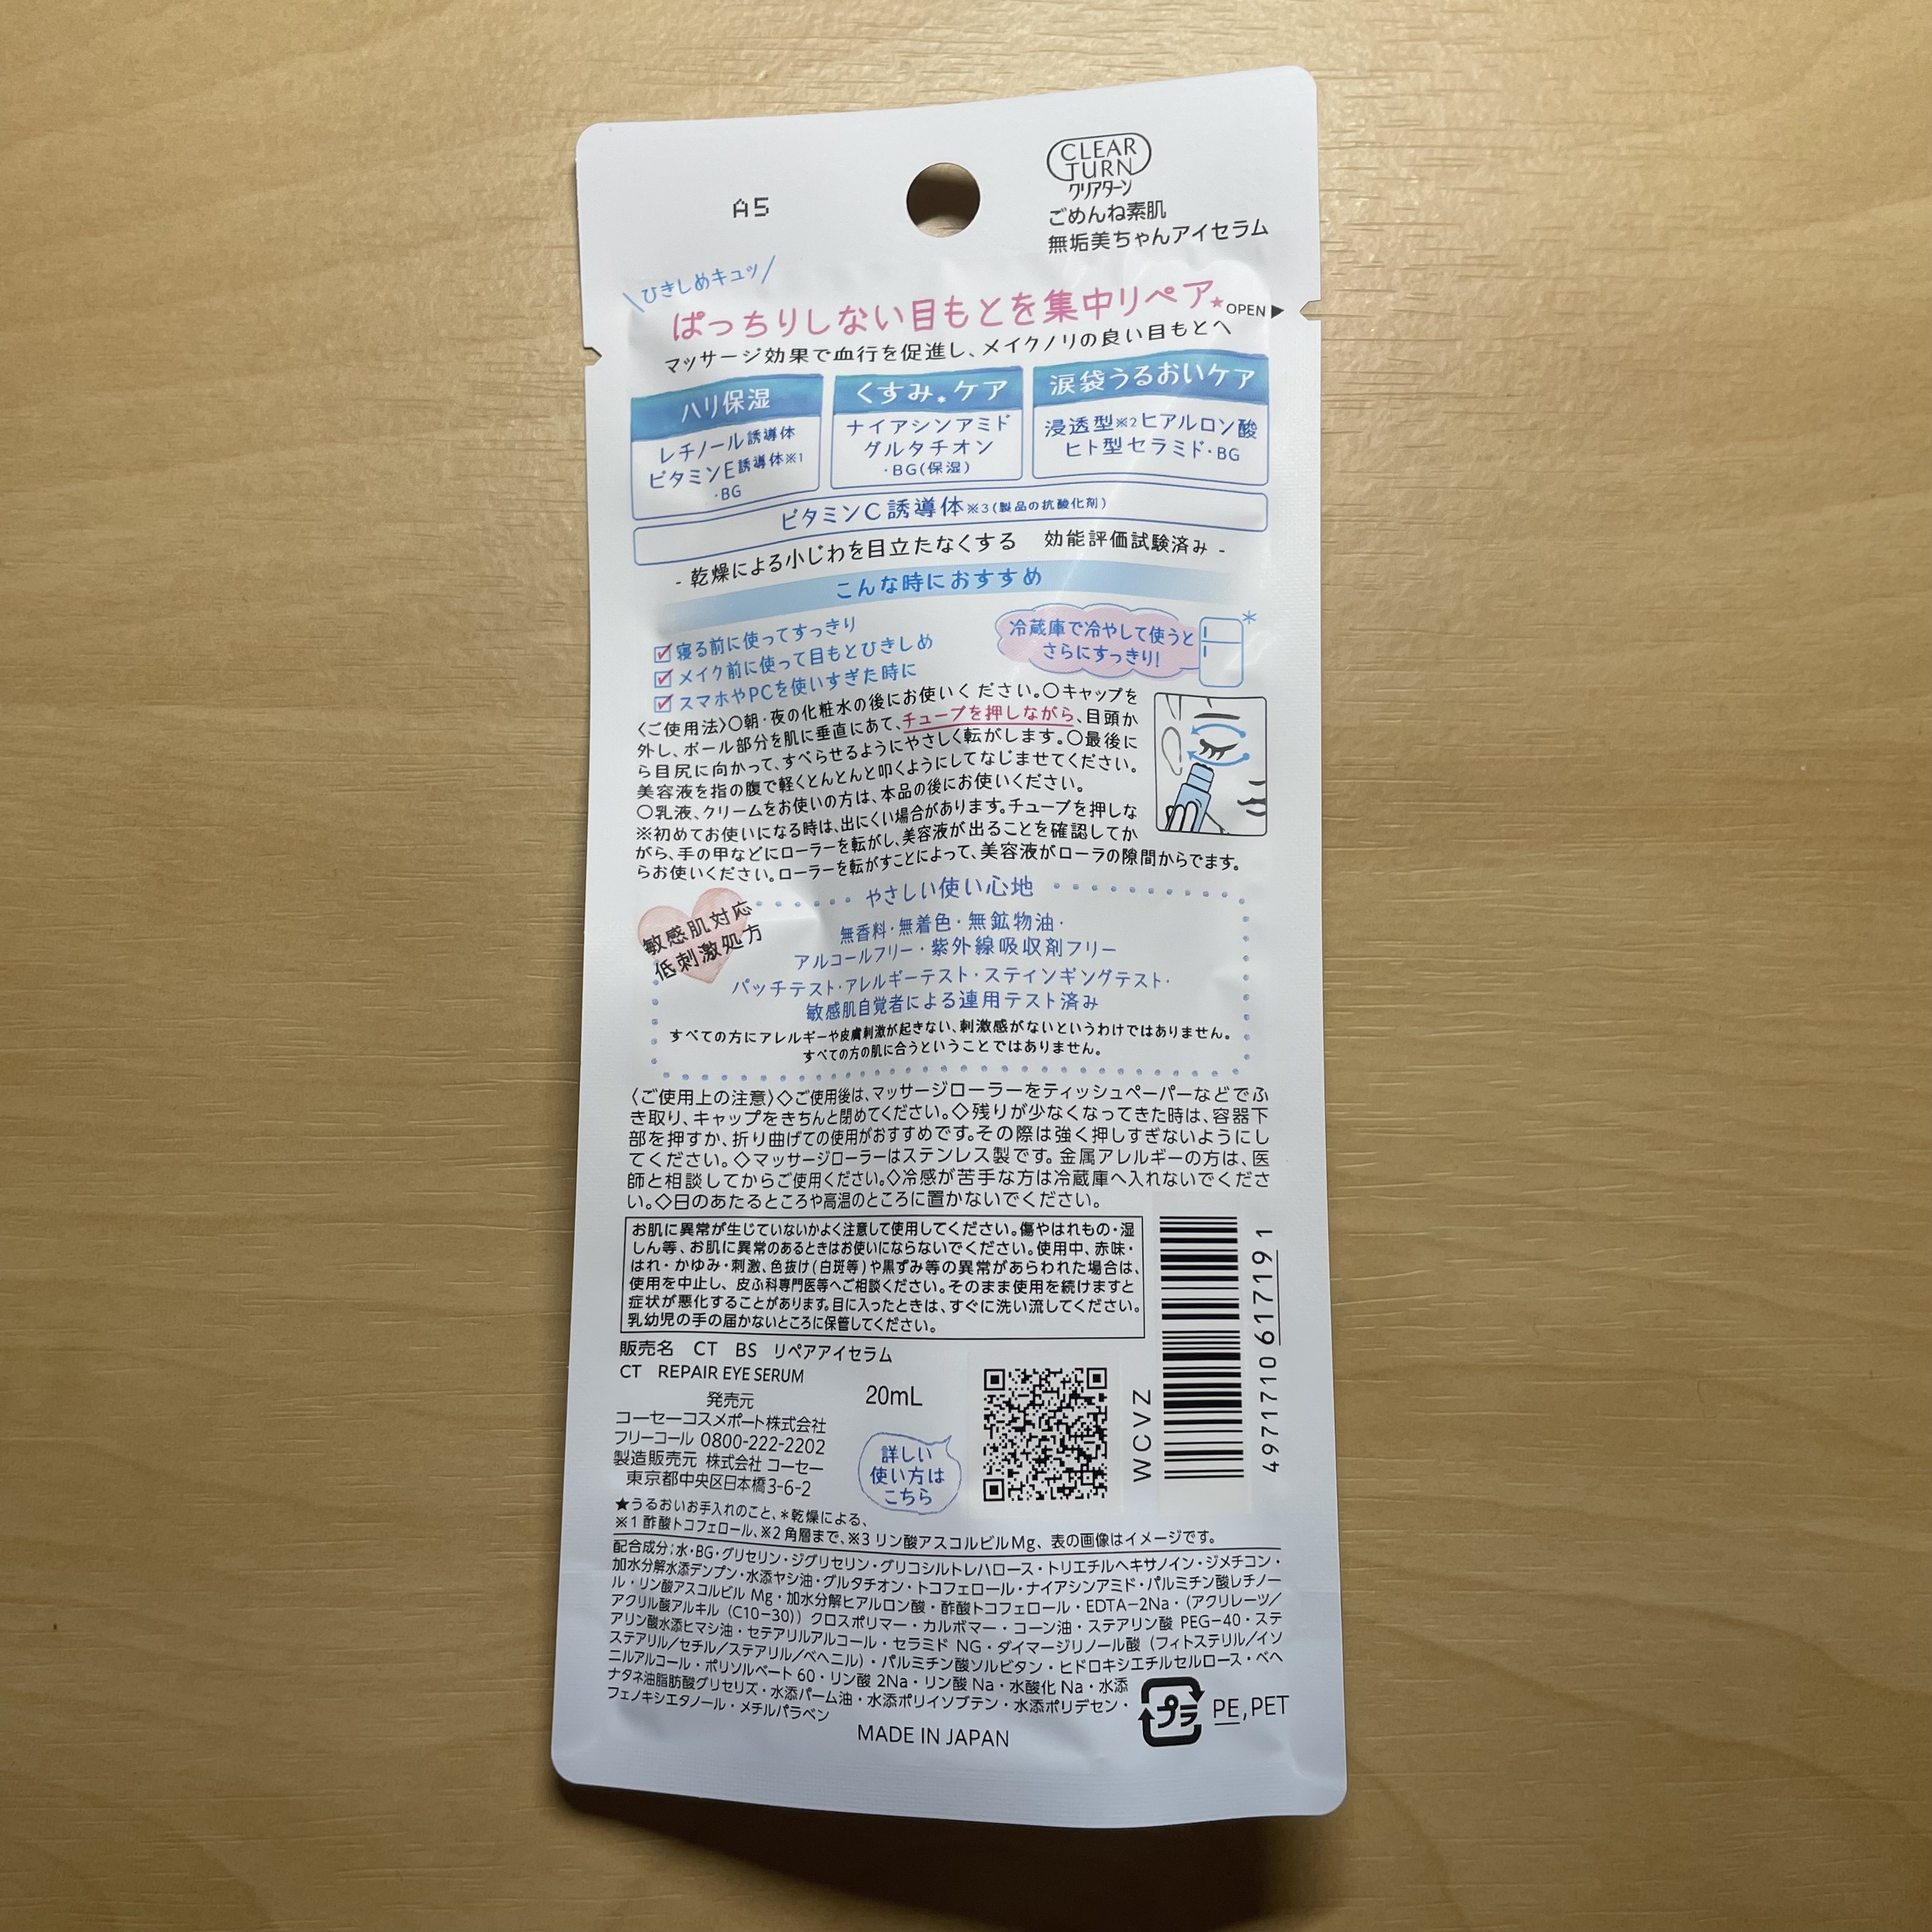 A5
CLEAR
TURN
クリアターン
ごめんね素肌
無垢美ちゃんアイセラム
\ひきしめキュッ/
ぱっちりしない目もとを集中リペア★
OPEN ▶
マッサージ効果で血行を促進し、メイクノリの良い目もとへ
ハリ保湿
レチノール誘導体
ビタミンE誘導体※1
・BG
くすみ*ケア
ナイアシンアミド
グルタチオン
・BG(保湿)
涙袋うるおいケア
浸透型※2ヒアルロン酸
ヒト型セラミド・BG
ビタミンC誘導体※3(製品の抗酸化剤)
- 乾燥による小じわを目立たなくする 効能評価試験済み -
こんな時におすすめ
☑寝る前に使ってすっきり
☑メイク前に使って目もとひきしめ
☑スマホやPCを使いすぎた時に
冷蔵庫で冷やして使うと
さらにすっきり!
〈ご使用法〉○朝・夜の化粧水の後にお使いください。○キャップを
外し、ボール部分を肌に垂直にあて、チューブを押しながら、目頭か
ら目尻に向かって、すべらせるようにやさしく転がします。○最後に
美容液を指の腹で軽くとんとんと叩くようにしてなじませてください。
○乳液、クリームをお使いの方は、本品の後にお使いください。
※初めてお使いになる時は、出にくい場合があります。チューブを押しな
がら、手の甲などにローラーを転がし、美容液が出ることを確認してか
らお使いください。ローラーを転がすことによって、美容液がローラの隙間からでます。
敏感肌対応
低刺激処方
やさしい使い心地
無香料・無着色・無鉱物油・
アルコールフリー・紫外線吸収剤フリー
パッチテスト・アレルギーテスト・スティンギングテスト・
敏感肌自覚者による連用テスト済み
すべての方にアレルギーや皮膚刺激が起きない、刺激感がないというわけではありません。
すべての方の肌に合うということではありません。
〈ご使用上の注意〉◇ご使用後は、マッサージローラーをティッシュペーパーなどでふ
き取り、キャップをきちんと閉めてください。◇残りが少なくなってきた時は、容器下
部を押すか、折り曲げての使用がおすすめです。その際は強く押しすぎないようにし
てください。◇マッサージローラーはステンレス製です。金属アレルギーの方は、医
師と相談してからご使用ください。◇冷感が苦手な方は冷蔵庫へ入れないでくださ
い。◇日のあたるところや高温のところに置かないでください。
お肌に異常が生じていないかよく注意して使用してください。傷やはれもの・湿
しん等、お肌に異常のあるときはお使いにならないでください。使用中、赤味・
はれ・かゆみ・刺激、色抜け(白斑等)や黒ずみ等の異常があらわれた場合は、
使用を中止し、皮ふ科専門医等へご相談ください。そのまま使用を続けますと
症状が悪化することがあります。目に入ったときは、すぐに洗い流してください。
乳幼児の手の届かないところに保管してください。
販売名 CT BS リペアアイセラム
CT REPAIR EYE SERUM
発売元
コーセーコスメポート株式会社
フリーコール 0800-222-2202
製造販売元 株式会社 コーセー
東京都中央区日本橋3-6-2
20mL
詳しい
使い方は
こちら
WCVZ
4971710617191
★うるおいお手入れのこと、*乾燥による、
※1 酢酸トコフェロール、※2 角層まで、※3 リン酸アスコルビルMg、表の画像はイメージです。
配合成分;水・BG・グリセリン・ジグリセリン・グリコシルトレハロース・トリエチルヘキサノイン・ジメチコン・
加水分解水添デンプン・水添ヤシ油・グルタチオン・トコフェロール・ナイアシンアミド・パルミチン酸レチノー
ル・リン酸アスコルビル Mg・加水分解ヒアルロン酸・酢酸トコフェロール・EDTA-2Na・（アクリレーツ／
アクリル酸アルキル（C10-30)）クロスポリマー・カルボマー・コーン油・ステアリン酸 PEG-40・ステ
アリン酸水添ヒマシ油・セテアリルアルコール・セラミド NG・ダイマージリノール酸（フィトステリル／イソ
ステアリル／セチル／ステアリル／ベヘニル）・パルミチン酸ソルビタン・ヒドロキシエチルセルロース・ベヘ
ニルアルコール・ポリソルベート 60・リン酸 2Na・リン酸 Na・水酸化 Na・水添
ナタネ油脂肪酸グリセリズ・水添パーム油・水添ポリイソブテン・水添ポリデセン・
フェノキシエタノール・メチルパラベン
プラ
PE,PET
MADE IN JAPAN